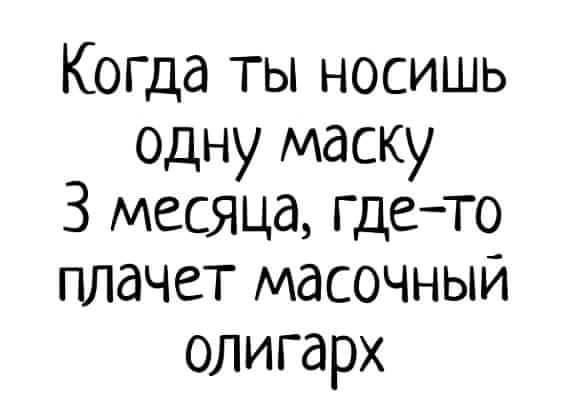 Когда ты носишь
одну маску
3 месяца, где-то
плачет масочный
олигарх